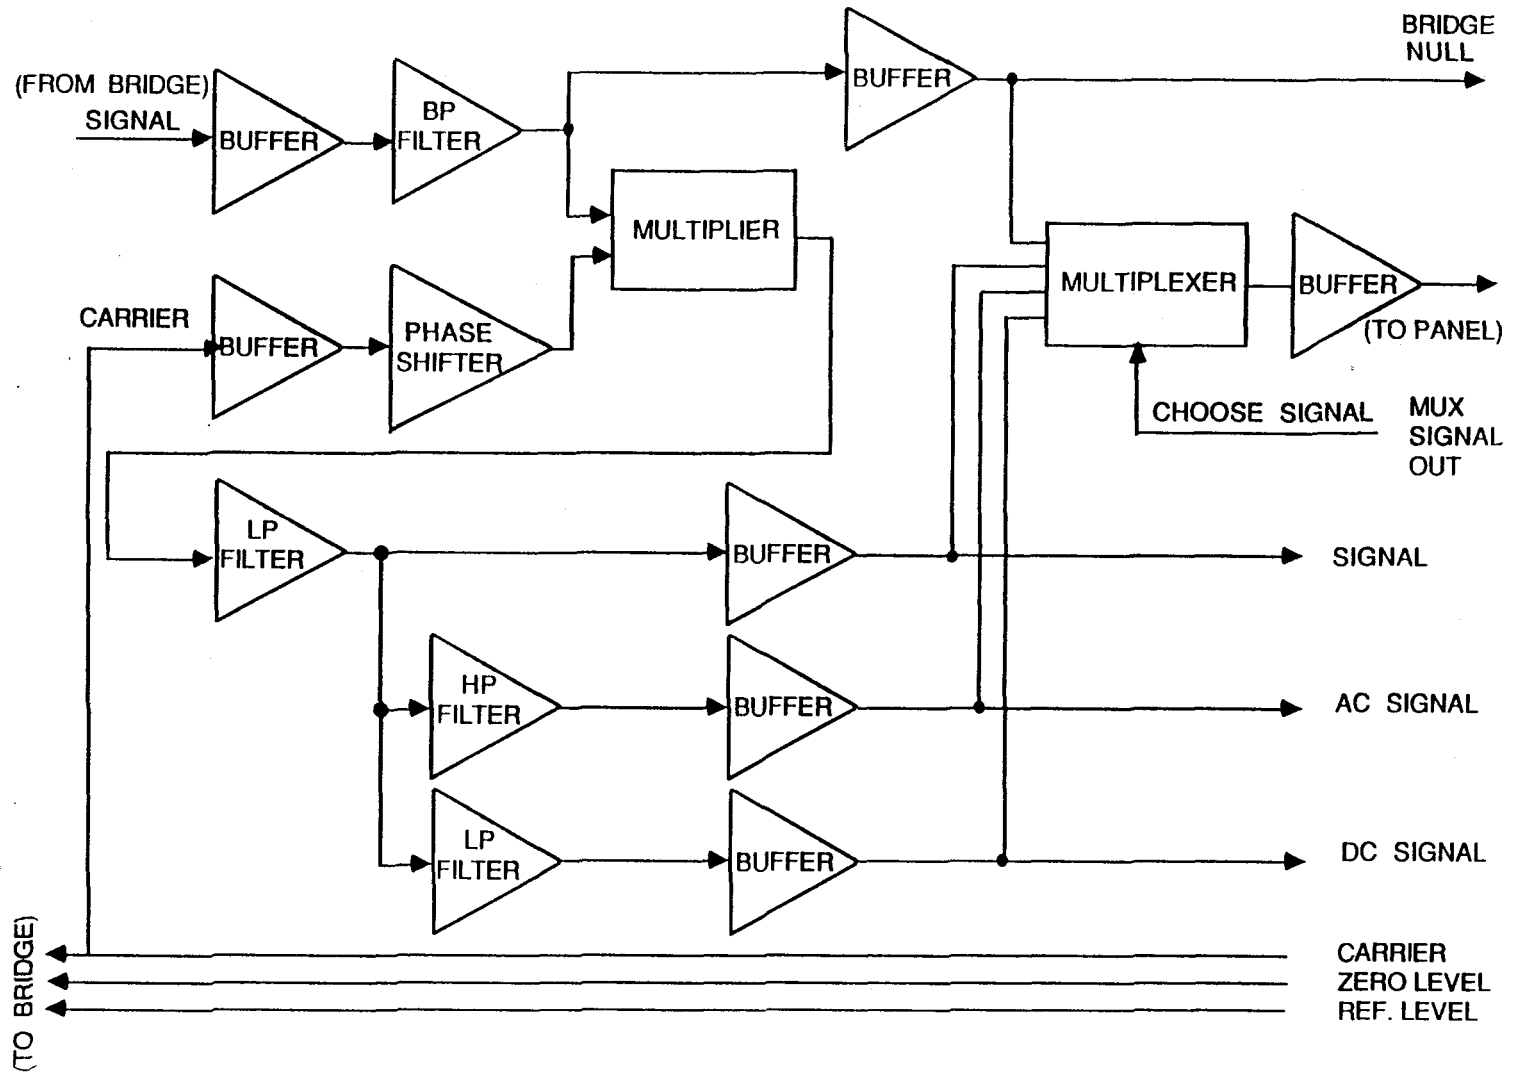 BRIDGE
NULL
(FROM BRIDGE)
SIGNAL
BUFFER
BP
FILTER
BUFFER
MULTIPLIER
CARRIER
BUFFER
PHASE
SHIFTER
MULTIPLEXER
BUFFER
(TO PANEL)
CHOOSE SIGNAL
MUX
SIGNAL
OUT
LP
FILTER
BUFFER
SIGNAL
HP
FILTER
BUFFER
AC SIGNAL
LP
FILTER
BUFFER
DC SIGNAL
(TO BRIDGE)
CARRIER
ZERO LEVEL
REF. LEVEL